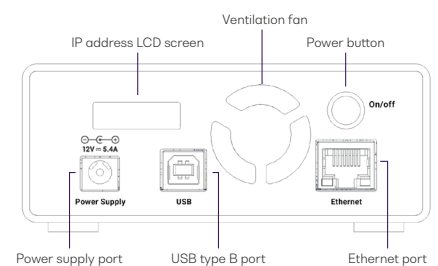 Ventilation fan
IP address LCD screen
Power button
On/off
12V⎓5.4A
Power Supply
USB
Ethernet
Power supply port
USB type B port
Ethernet port